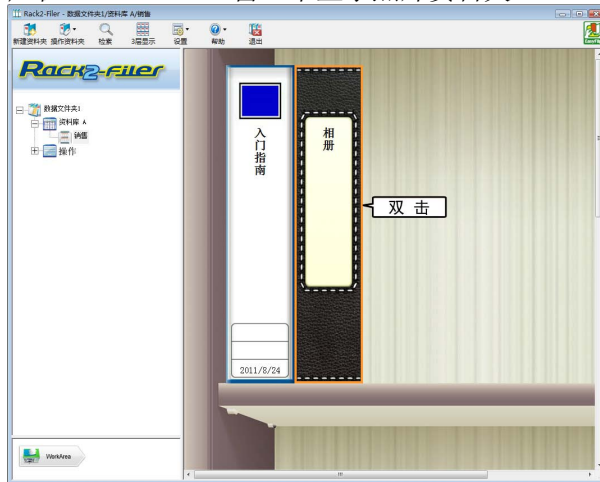 Rack2-Filer - 数据文件夹1/资料库 A/销售
新建资料夹 操作资料夹 检索 3层显示 设置 帮助 退出
Rack2-Filer
数据文件夹1
资料库 A
销售
操作
入门指南
2011/8/24
相册
双击
WorkArea